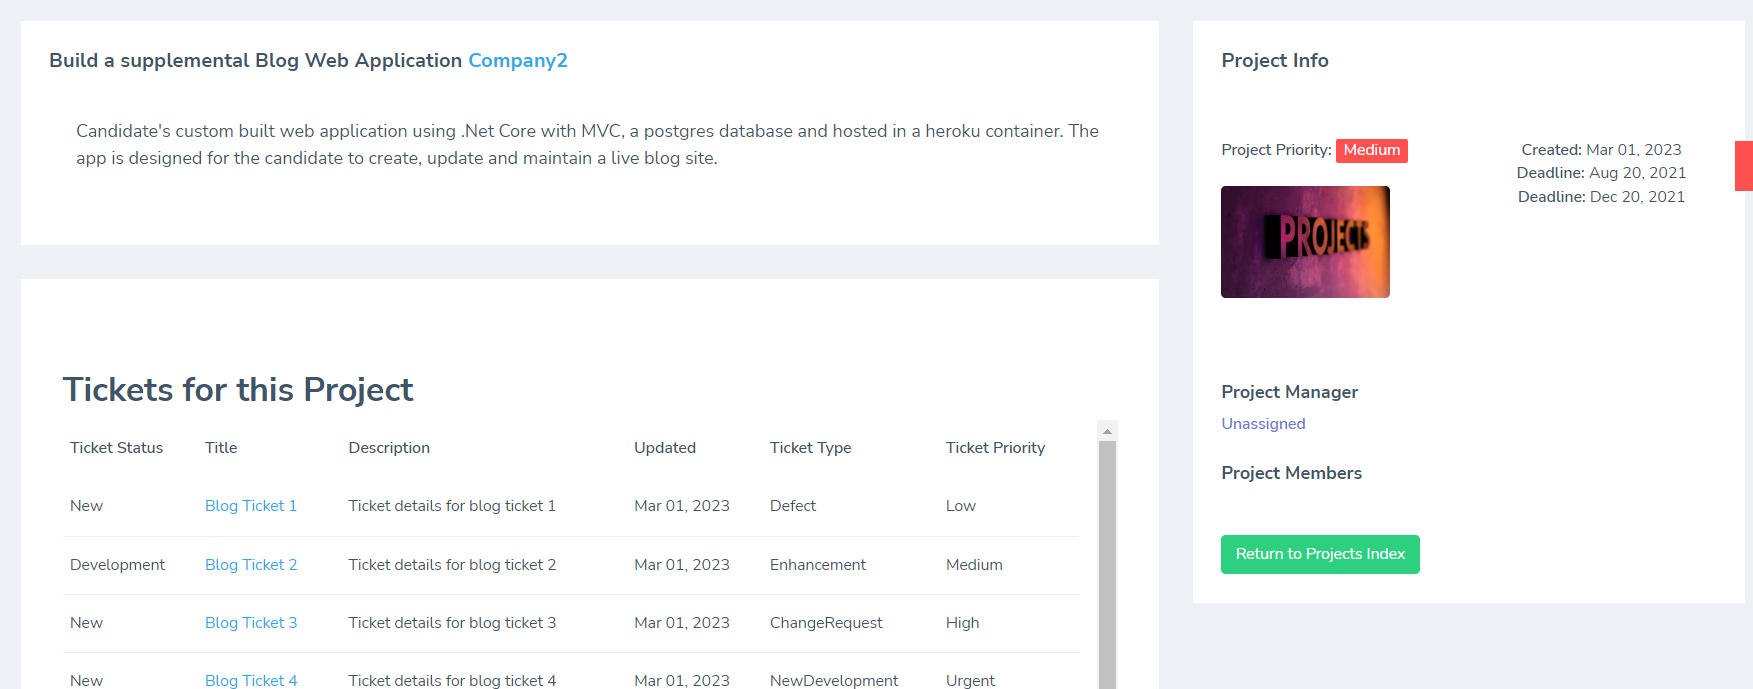 Build a supplemental Blog Web Application Company2
Candidate's custom built web application using .Net Core with MVC, a postgres database and hosted in a heroku container. The
app is designed for the candidate to create, update and maintain a live blog site.
Tickets for this Project
Ticket Status Title Description Updated Ticket Type Ticket Priority
New Blog Ticket 1 Ticket details for blog ticket 1 Mar 01, 2023 Defect Low
Development Blog Ticket 2 Ticket details for blog ticket 2 Mar 01, 2023 Enhancement Medium
New Blog Ticket 3 Ticket details for blog ticket 3 Mar 01, 2023 ChangeRequest High
New Blog Ticket 4 Ticket details for blog ticket 4 Mar 01, 2023 NewDevelopment Urgent
Project Info
Project Priority: Medium
Created: Mar 01, 2023
Deadline: Aug 20, 2021
Deadline: Dec 20, 2021
PROJECTS
Project Manager
Unassigned
Project Members
Return to Projects Index